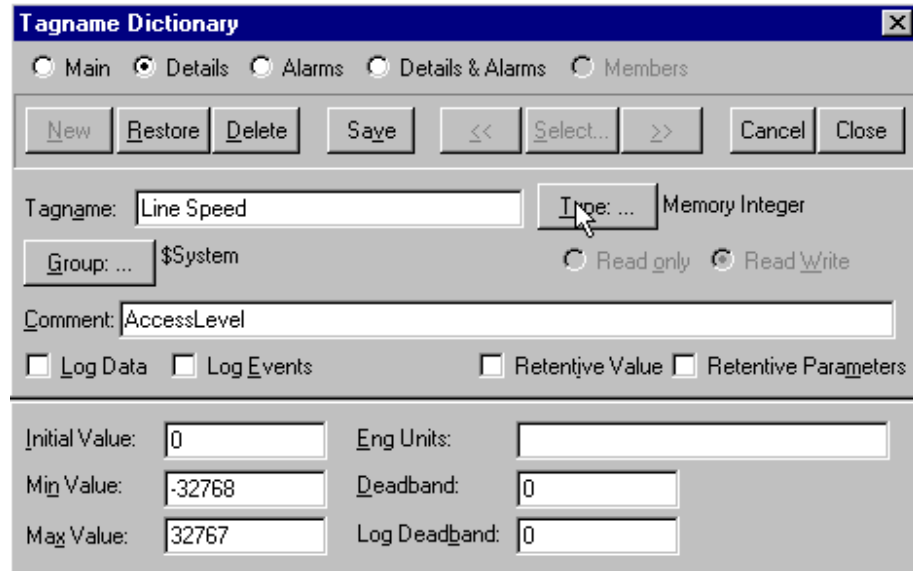 Tagname Dictionary
Main Details Alarms Details & Alarms Members
New Restore Delete Save << Select... >> Cancel Close
Tagname: Line Speed Type: ... Memory Integer
Group: ... $System Read only Read Write
Comment: AccessLevel
Log Data Log Events Retentive Value Retentive Parameters
Initial Value: 0 Eng Units:
Min Value: -32768 Deadband: 0
Max Value: 32767 Log Deadband: 0